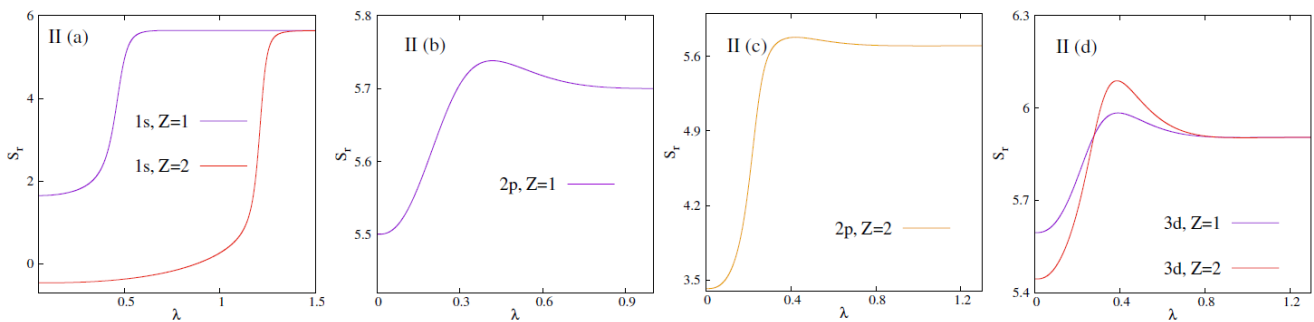 II (a)
6
4
2
0
S_r
1s, Z=1
1s, Z=2
0.5
1
1.5
λ
II (b)
5.7
5.6
5.5
S_r
2p, Z=1
0
0.3
0.6
0.9
λ
II (c)
5.6
4.9
4.2
3.5
S_r
2p, Z=2
0
0.4
0.8
1.2
λ
II (d)
6.3
6
5.7
5.4
S_r
3d, Z=1
3d, Z=2
0
0.4
0.8
1.2
λ